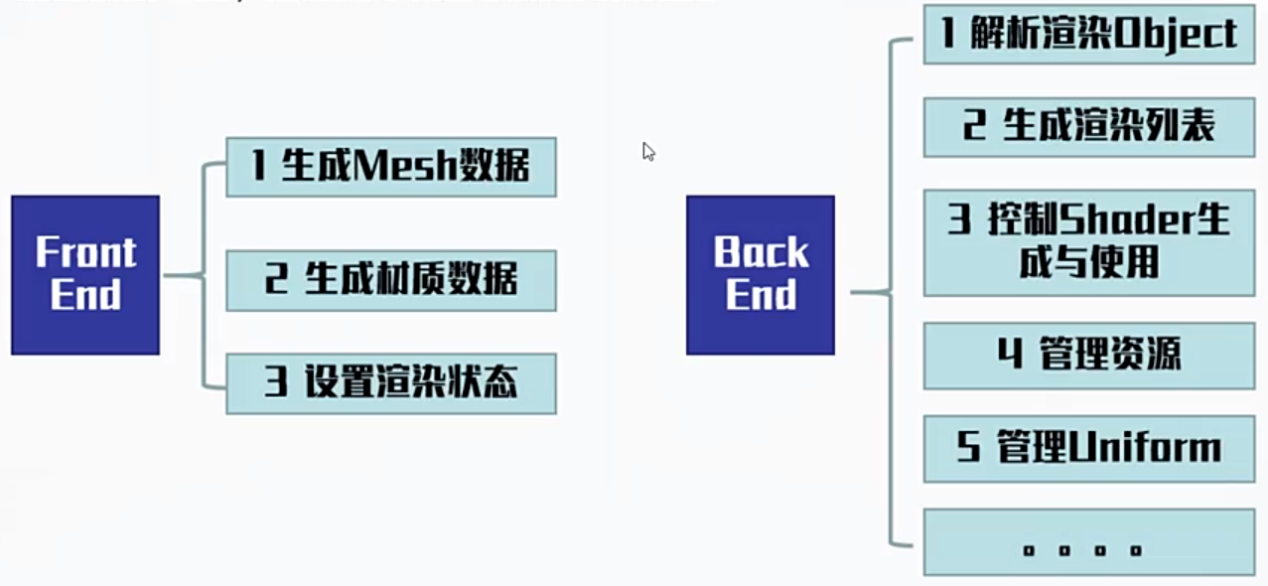 Front
End
1 生成Mesh数据
2 生成材质数据
3 设置渲染状态
Back
End
1 解析渲染Object
2 生成渲染列表
3 控制Shader生
成与使用
4 管理资源
5 管理Uniform
。。。。